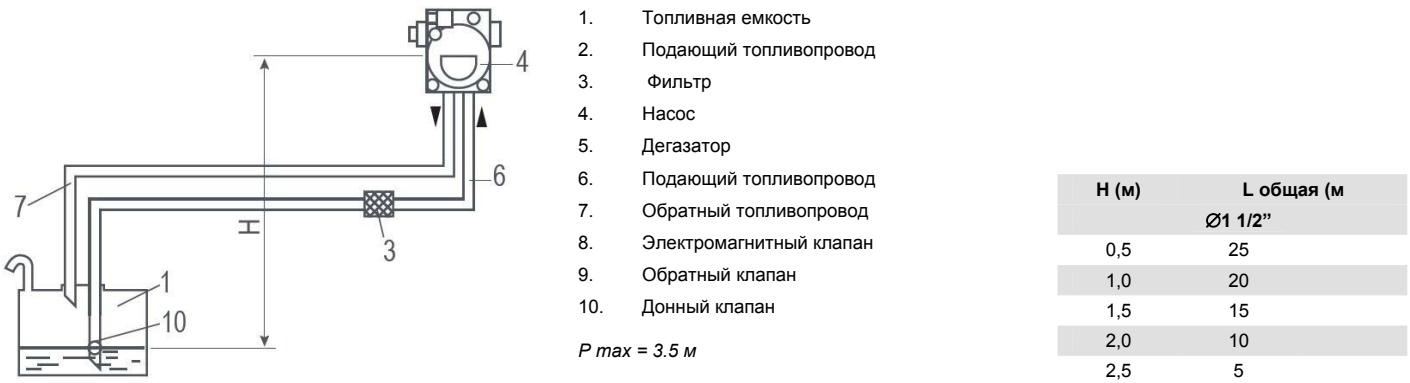 4
6
7
H
3
1
10
1. Топливная емкость
2. Подающий топливопровод
3. Фильтр
4. Насос
5. Дегазатор
6. Подающий топливопровод
7. Обратный топливопровод
8. Электромагнитный клапан
9. Обратный клапан
10. Донный клапан
P max = 3.5 м
H (м) L общая (м
∅1 1/2”
0,5 25
1,0 20
1,5 15
2,0 10
2,5 5